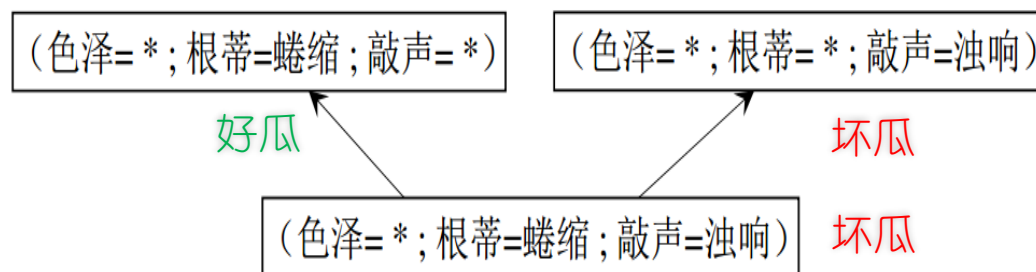 (色泽=*;根蒂=蜷缩;敲声=*)
(色泽=*;根蒂=*;敲声=浊响)
好瓜
坏瓜
(色泽=*;根蒂=蜷缩;敲声=浊响)
坏瓜